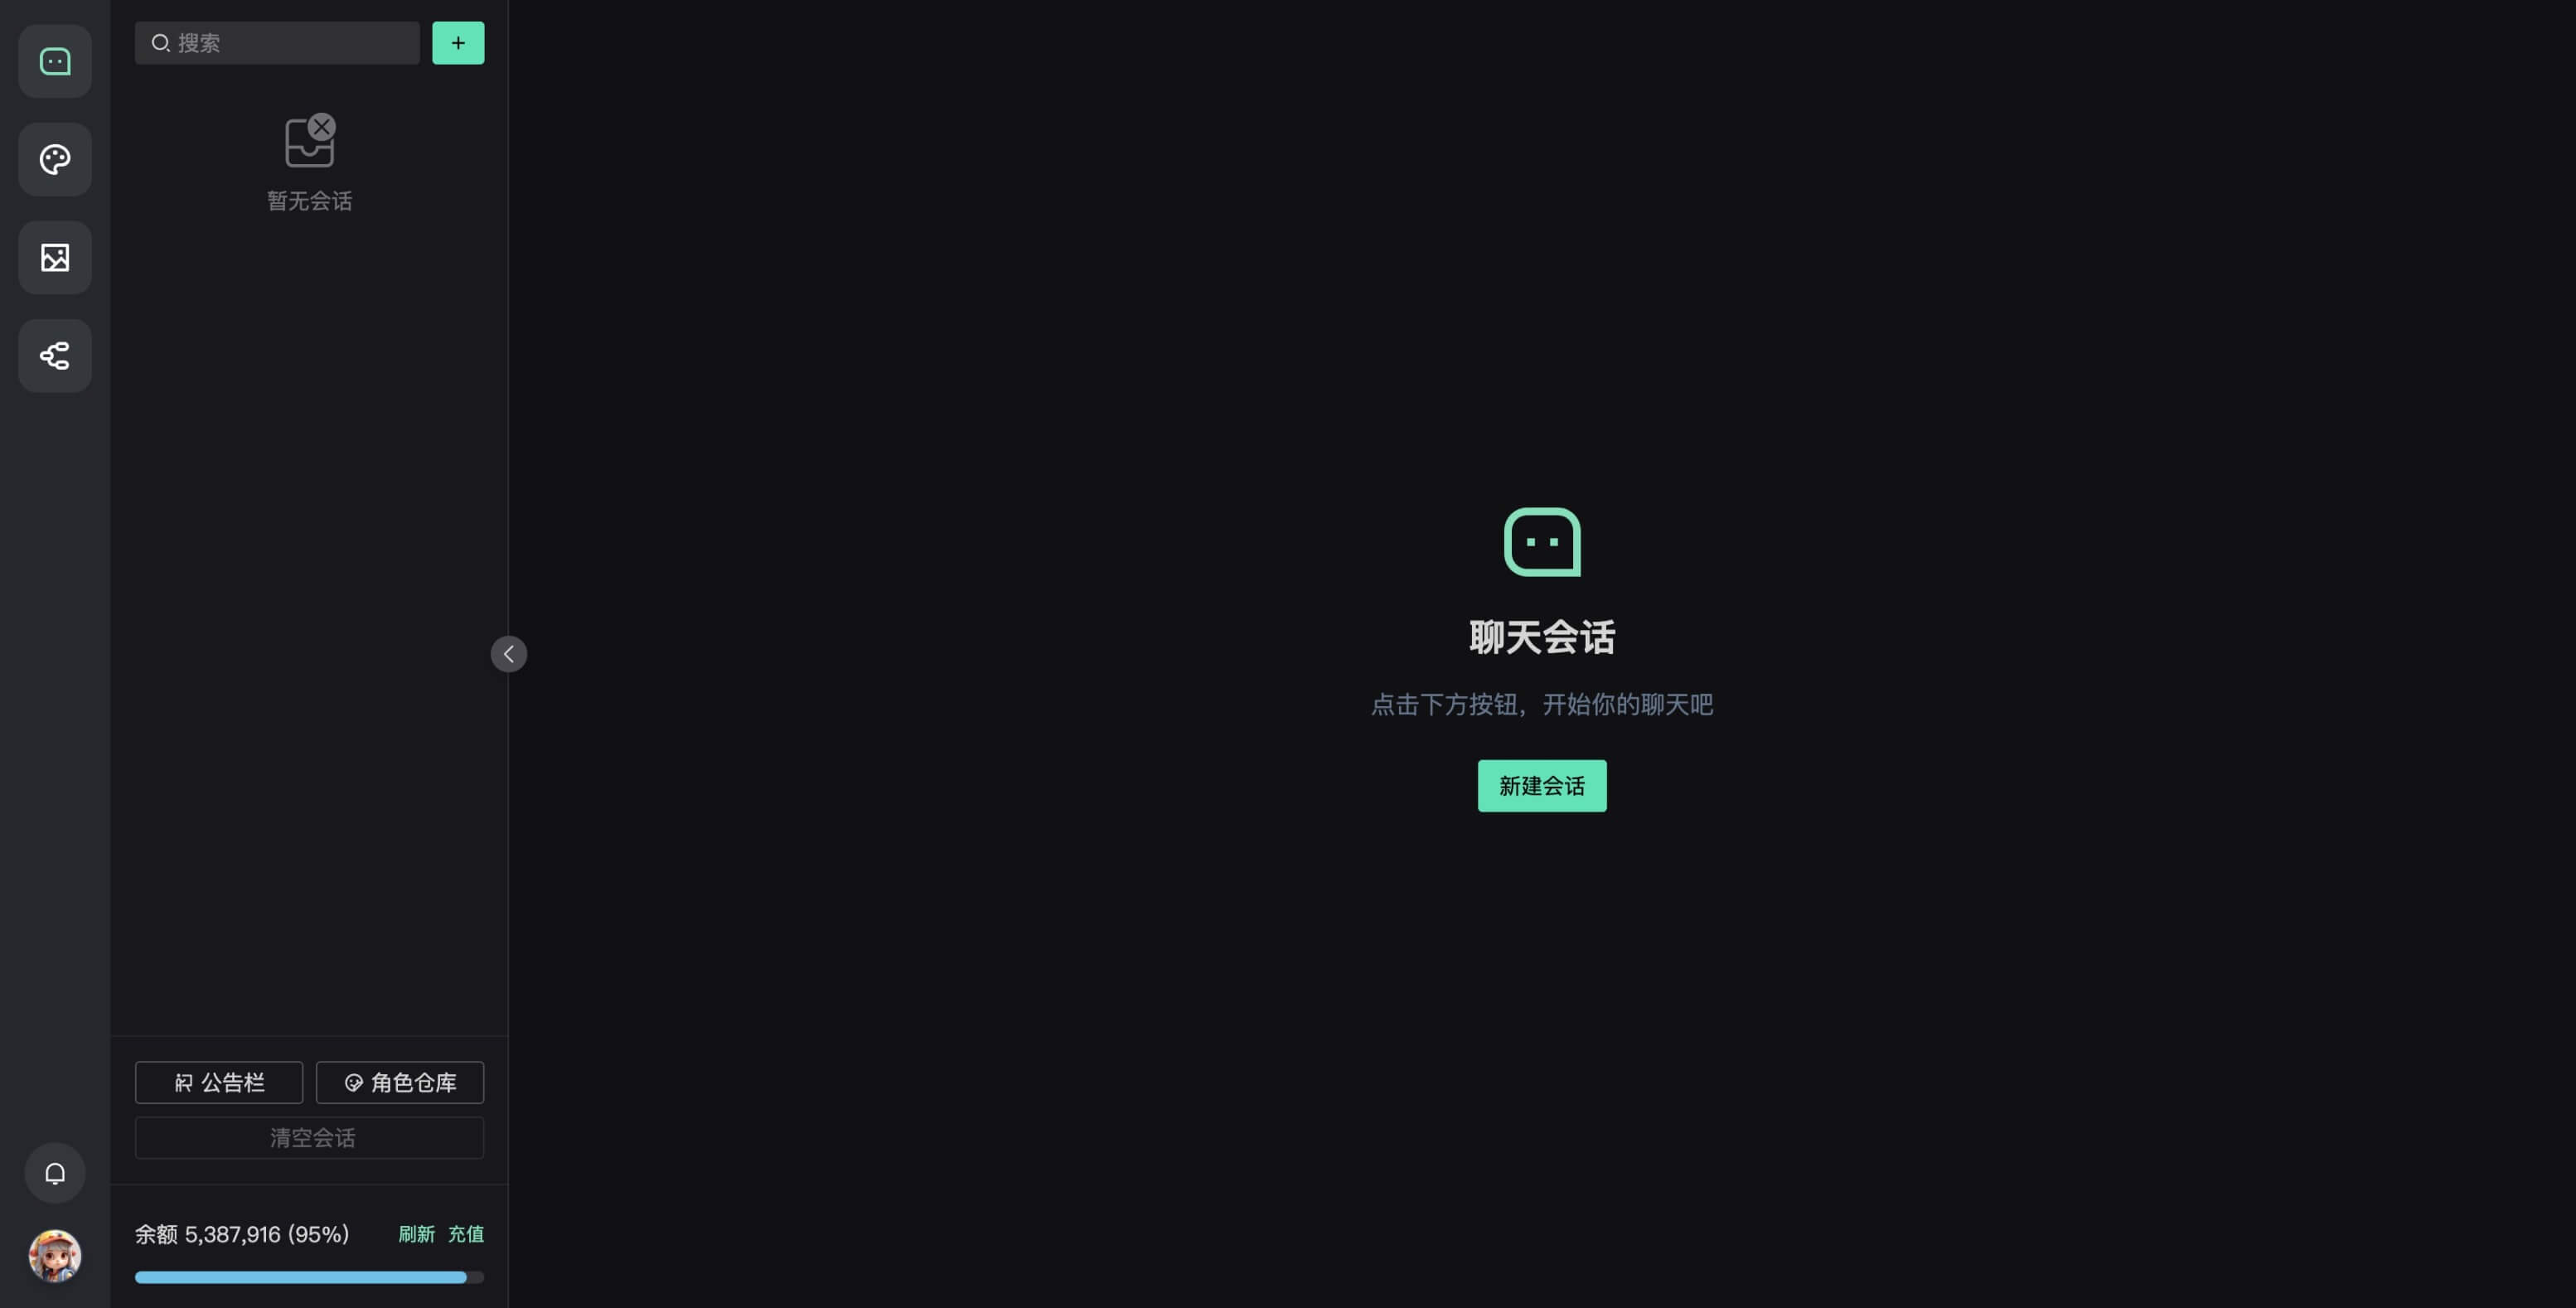 搜索
+
暂无会话
聊天会话
点击下方按钮，开始你的聊天吧
新建会话
公告栏
角色仓库
清空会话
余额 5,387,916 (95%)
刷新 充值